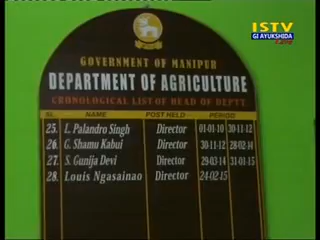 ISTV
GI AYUKSHIDA
GOVERNMENT OF MANIPUR
DEPARTMENT OF AGRICULTURE
CRONOLOGICAL LIST OF HEAD OF DEPTT
SL. NAME POST HELD PERIOD
25. L. Palandro Singh Director 01-01-10 30-11-12
26. G. Shamu Kabui Director 30-11-12 28-02-14
27. S. Gunija Devi Director 29-03-14 31-01-15
28. Louis Ngasainao Director 24-02-15